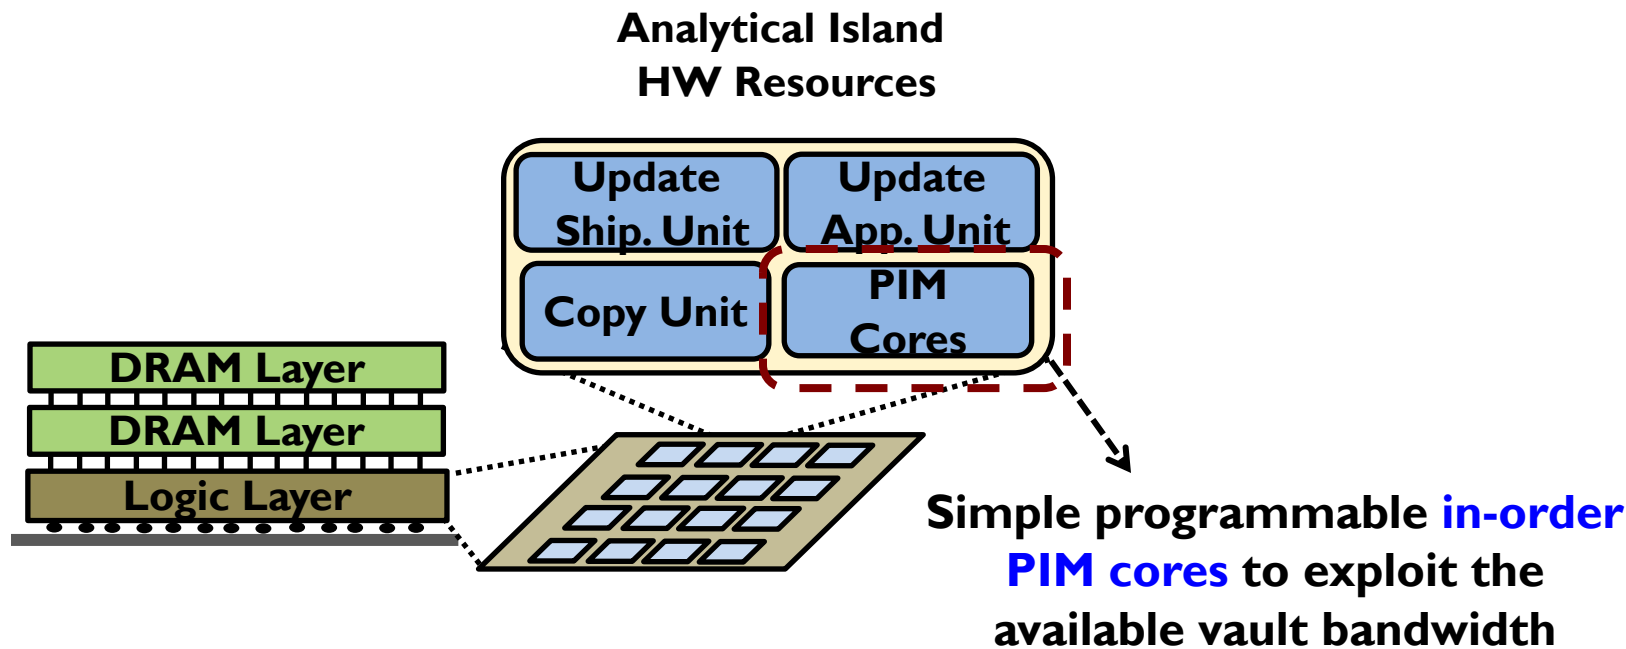 Analytical Island
HW Resources
Update
Ship. Unit
Update
App. Unit
Copy Unit
PIM
Cores
DRAM Layer
DRAM Layer
Logic Layer
Simple programmable in-order
PIM cores to exploit the
available vault bandwidth